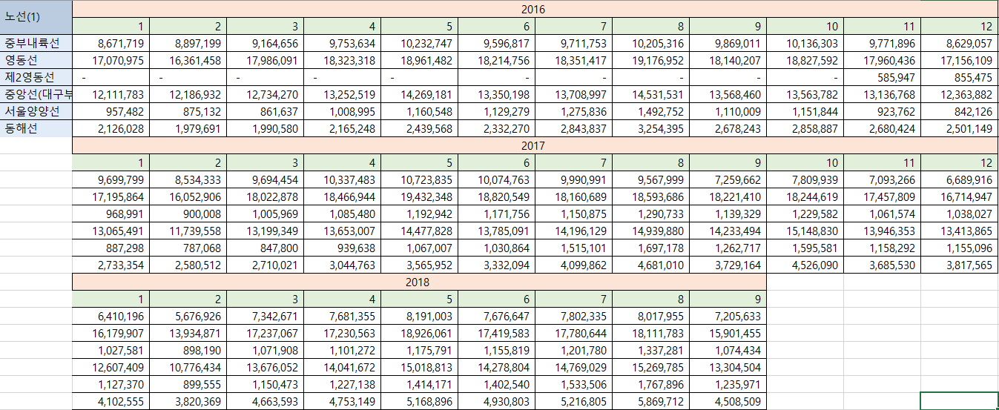 노선(1) 2016
1 2 3 4 5 6 7 8 9 10 11 12
중부내륙선 8,671,719 8,897,199 9,164,656 9,753,634 10,232,747 9,596,817 9,711,753 10,205,316 9,869,011 10,136,303 9,771,896 8,629,057
영동선 17,070,975 16,361,458 17,986,091 18,323,318 18,961,482 18,214,756 18,351,417 19,176,952 18,140,207 18,827,592 17,960,436 17,156,109
제2영동선 - - - - - - - - - - 585,947 855,475
중앙선(대구부 12,111,783 12,186,932 12,734,270 13,252,519 14,269,181 13,350,198 13,708,997 14,531,531 13,568,460 13,563,782 13,136,768 12,363,882
서울양양선 957,482 875,132 861,637 1,008,995 1,160,548 1,129,279 1,275,836 1,492,752 1,110,009 1,151,844 923,762 842,126
동해선 2,126,028 1,979,691 1,990,580 2,165,248 2,439,568 2,332,270 2,843,837 3,254,395 2,678,243 2,858,887 2,680,424 2,501,149
2017
1 2 3 4 5 6 7 8 9 10 11 12
9,699,799 8,534,333 9,694,454 10,337,483 10,723,835 10,074,763 9,990,991 9,567,999 7,259,662 7,809,939 7,093,266 6,689,916
17,195,864 16,052,906 18,022,878 18,466,944 19,432,348 18,820,549 18,160,689 18,593,686 18,221,410 18,244,619 17,457,809 16,714,947
968,991 900,008 1,005,969 1,085,480 1,192,942 1,171,756 1,150,875 1,290,733 1,139,329 1,229,582 1,061,574 1,038,027
13,065,491 11,739,558 13,199,349 13,653,007 14,477,828 13,785,091 14,196,129 14,939,880 14,233,494 15,148,830 13,946,353 13,413,865
887,298 787,068 847,800 939,638 1,067,007 1,030,864 1,515,101 1,697,178 1,262,717 1,595,581 1,158,292 1,155,096
2,733,354 2,580,512 2,710,021 3,044,763 3,565,952 3,332,094 4,099,862 4,681,010 3,729,164 4,526,090 3,685,530 3,817,565
2018
1 2 3 4 5 6 7 8 9
6,410,196 5,676,926 7,342,671 7,681,355 8,191,003 7,676,647 7,802,335 8,017,955 7,205,633
16,179,907 13,934,871 17,237,067 17,230,563 18,926,061 17,419,583 17,780,644 18,111,783 15,901,455
1,027,581 898,190 1,071,908 1,101,272 1,175,791 1,155,819 1,201,780 1,337,281 1,074,434
12,607,409 10,776,434 13,676,052 14,041,672 15,018,813 14,278,804 14,769,029 15,269,785 13,304,504
1,127,370 899,555 1,150,473 1,227,138 1,414,171 1,402,540 1,533,506 1,767,896 1,235,971
4,102,555 3,820,369 4,663,593 4,753,149 5,168,896 4,930,803 5,216,805 5,869,712 4,508,509